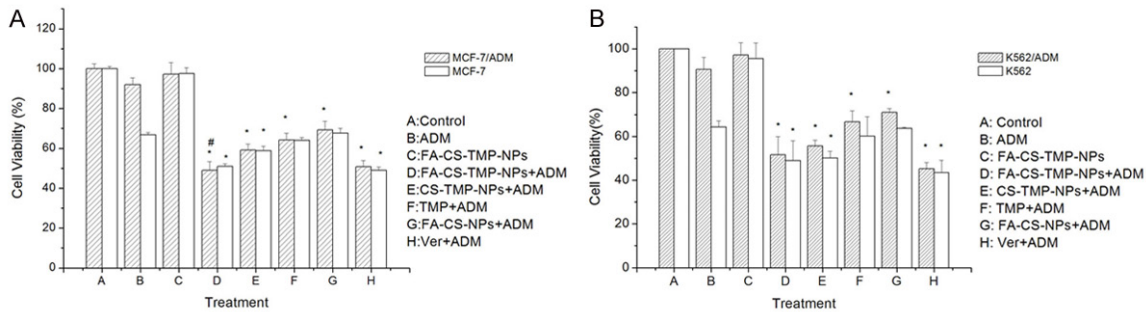 A
120
100
80
60
40
20
0
Cell Viability (%)
A B C D E F G H
Treatment
#
* * * * * * * *
MCF-7/ADM
MCF-7
A:Control
B:ADM
C:FA-CS-TMP-NPs
D:FA-CS-TMP-NPs+ADM
E:CS-TMP-NPs+ADM
F:TMP+ADM
G:FA-CS-NPs+ADM
H:Ver+ADM
B
100
80
60
40
20
0
Cell Viability(%)
A B C D E F G H
Treatment
* * * * * * * *
K562/ADM
K562
A: Control
B: ADM
C: FA-CS-TMP-NPs
D: FA-CS-TMP-NPs+ADM
E: CS-TMP-NPs+ADM
F: TMP+ADM
G: FA-CS-NPs+ADM
H: Ver+ADM